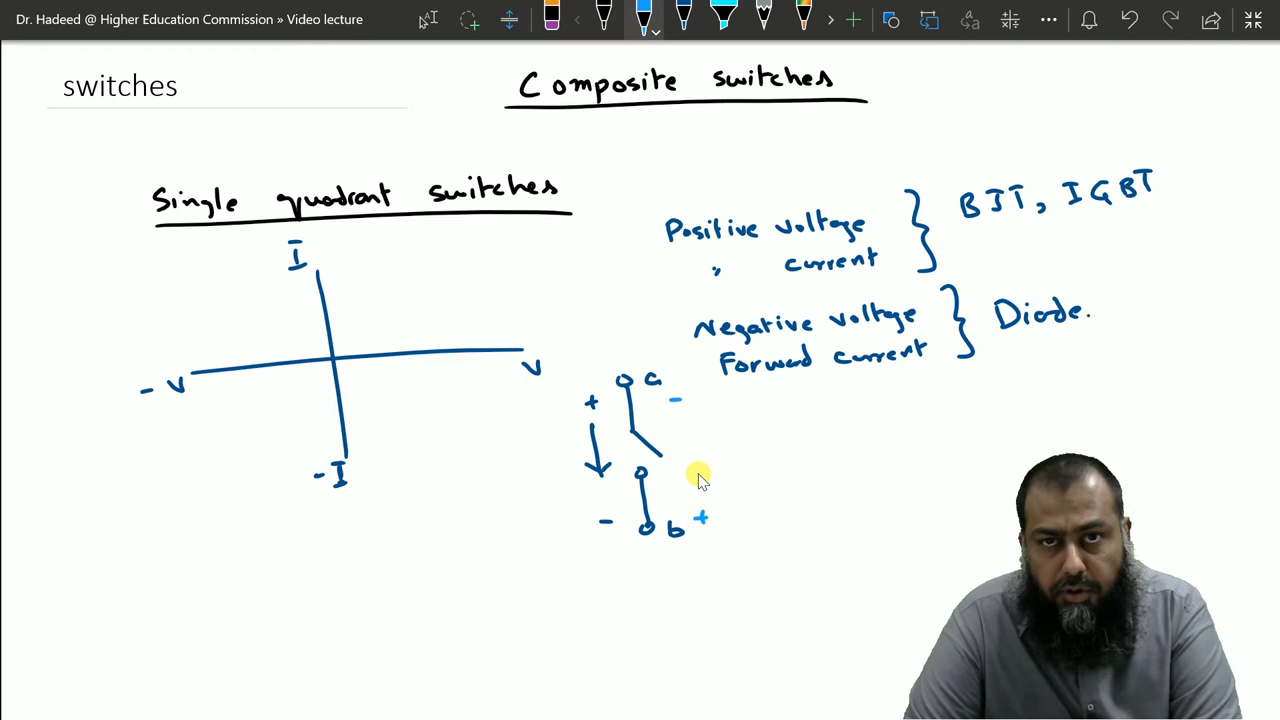 Dr. Hadeed @ Higher Education Commission » Video lecture
switches
Composite switches
Single quadrant switches
Positive voltage
" current
} BJT, IGBT
Negative voltage
Forward current
} Diode.
I
- V
V
- I
a
+
-
-
b
+